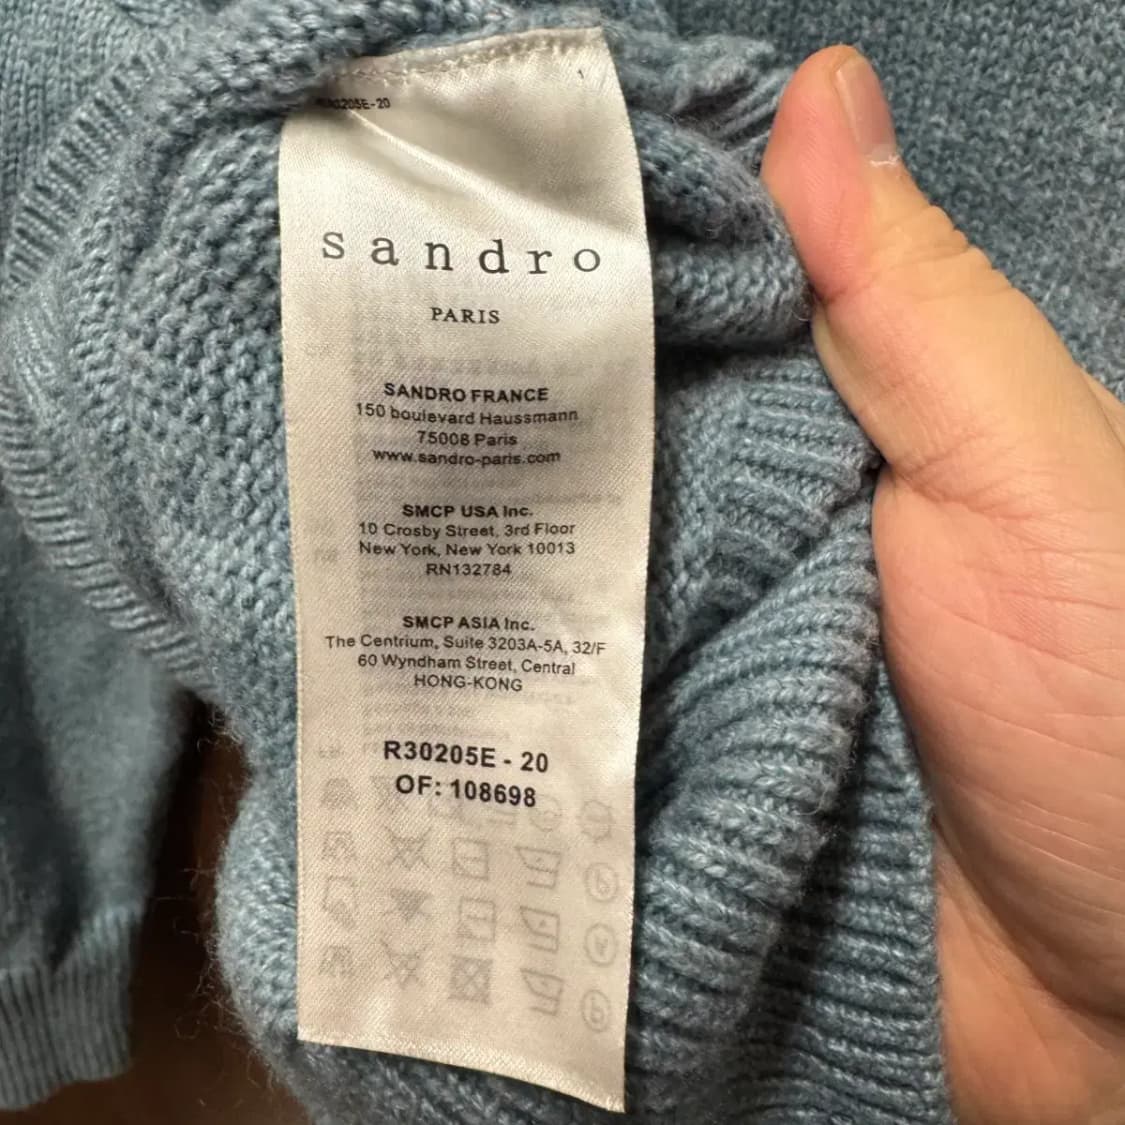 R30205E-20
sandro
PARIS
SANDRO FRANCE
150 boulevard Haussmann
75008 Paris
www.sandro-paris.com
SMCP USA Inc.
10 Crosby Street, 3rd Floor
New York, New York 10013
RN132784
SMCP ASIA Inc.
The Centrium, Suite 3203A-5A, 32/F
60 Wyndham Street, Central
HONG-KONG
R30205E - 20
OF: 108698